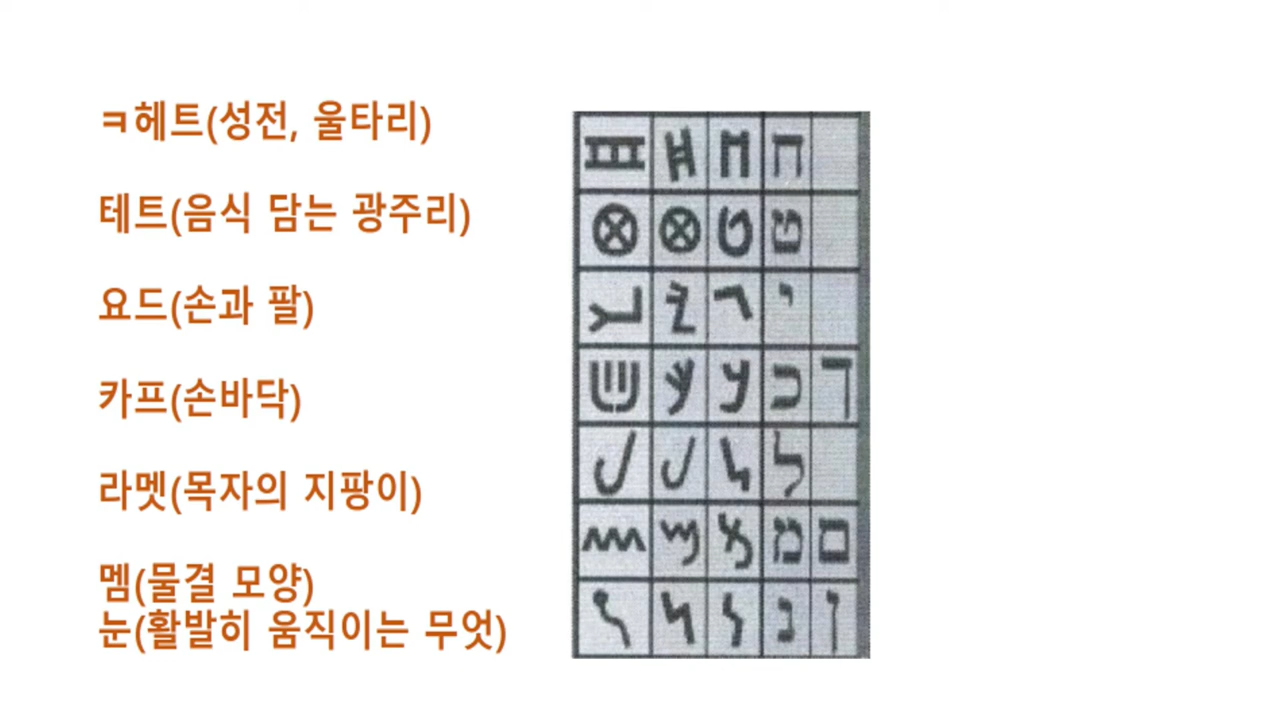 ㅋ헤트(성전, 울타리)
테트(음식 담는 광주리)
요드(손과 팔)
카프(손바닥)
라멧(목자의 지팡이)
멤(물결 모양)
눈(활발히 움직이는 무엇)
ח
ט
י
כ ך
ל
מ ם
נ ן